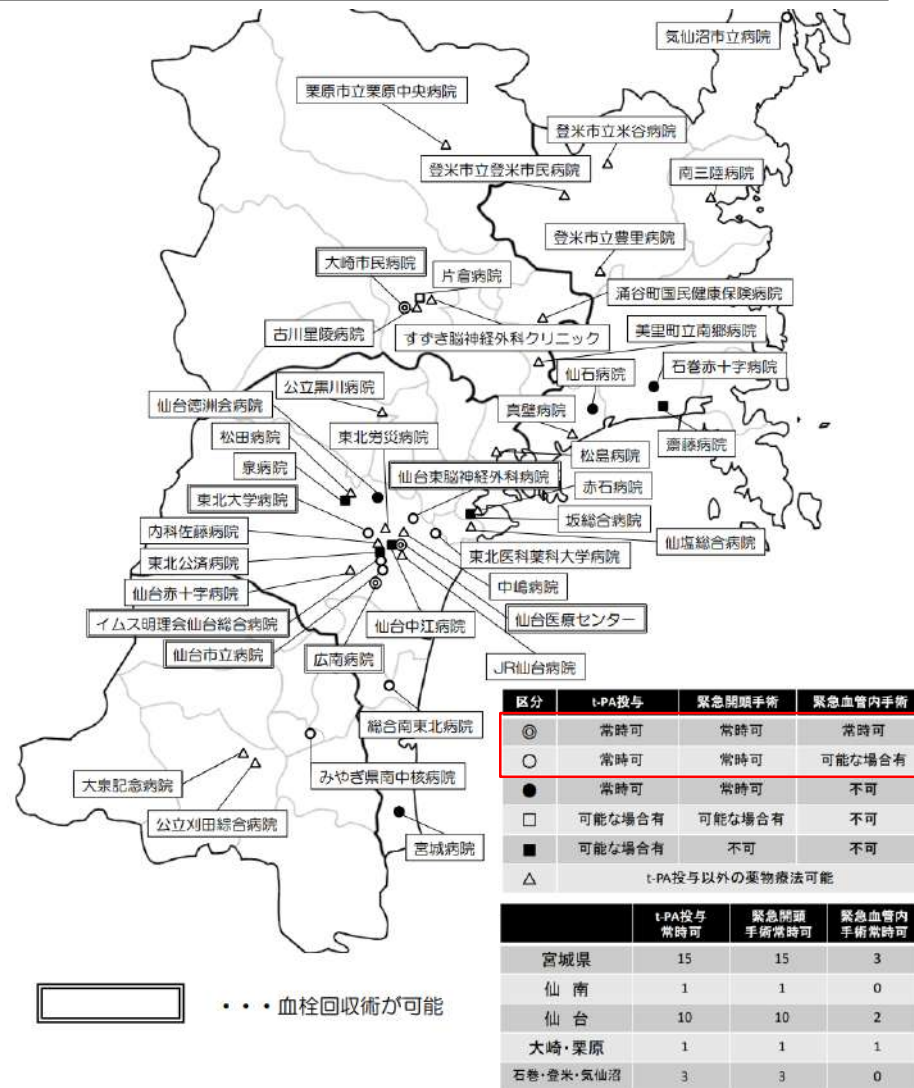 気仙沼市立病院
栗原市立栗原中央病院
登米市立米谷病院
登米市立登米市民病院
南三陸病院
登米市立豊里病院
大崎市民病院
片倉病院
涌谷町国民健康保険病院
古川星陵病院
すずき脳神経外科クリニック
美里町立南郷病院
仙石病院
石巻赤十字病院
公立黒川病院
仙台徳洲会病院
真壁病院
松田病院
東北労災病院
齋藤病院
松島病院
泉病院
仙台東脳神経外科病院
東北大学病院
赤石病院
内科佐藤病院
坂総合病院
仙塩総合病院
東北公済病院
東北医科薬科大学病院
仙台赤十字病院
中嶋病院
イムス明理会仙台総合病院
仙台中江病院
仙台医療センター
仙台市立病院
広南病院
JR仙台病院
総合南東北病院
みやぎ県南中核病院
大泉記念病院
公立刈田綜合病院
宮城病院
区分 t-PA投与 緊急開頭手術 緊急血管内手術
◎ 常時可 常時可 常時可
○ 常時可 常時可 可能な場合有
● 常時可 常時可 不可
□ 可能な場合有 可能な場合有 不可
■ 可能な場合有 不可 不可
△ t-PA投与以外の薬物療法可能
t-PA投与 緊急開頭 緊急血管内
常時可 手術常時可 手術常時可
宮城県 15 15 3
仙 南 1 1 0
仙 台 10 10 2
大崎・栗原 1 1 1
石巻・登米・気仙沼 3 3 0
・・・血栓回収術が可能